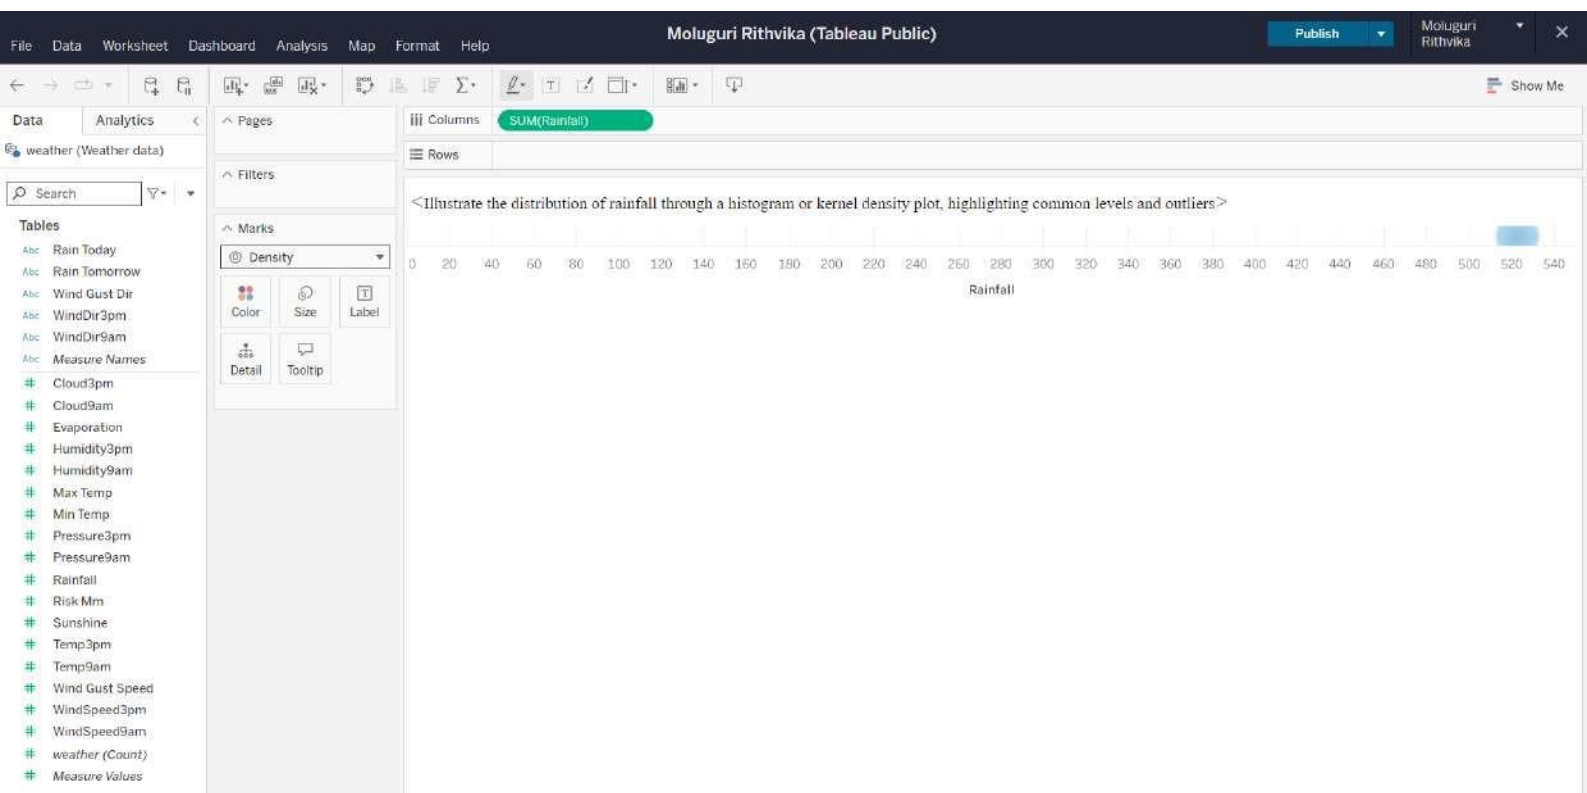 Moluguri Rithvika (Tableau Public)
Publish
Moluguri
Rithvika
File Data Worksheet Dashboard Analysis Map Format Help
Show Me
Data Analytics
Pages
Columns SUM(Rainfall)
weather (Weather data)
Rows
Filters
Search
<Illustrate the distribution of rainfall through a histogram or kernel density plot, highlighting common levels and outliers>
Tables
Marks
Abc Rain Today
Density
0 20 40 60 80 100 120 140 160 180 200 220 240 260 280 300 320 340 360 380 400 420 440 460 480 500 520 540
Rainfall
Abc Rain Tomorrow
Abc Wind Gust Dir
Abc WindDir3pm
Color Size Label
Abc WindDir9am
Abc Measure Names
Detail Tooltip
# Cloud3pm
# Cloud9am
# Evaporation
# Humidity3pm
# Humidity9am
# Max Temp
# Min Temp
# Pressure3pm
# Pressure9am
# Rainfall
# Risk Mm
# Sunshine
# Temp3pm
# Temp9am
# Wind Gust Speed
# WindSpeed3pm
# WindSpeed9am
# weather (Count)
# Measure Values